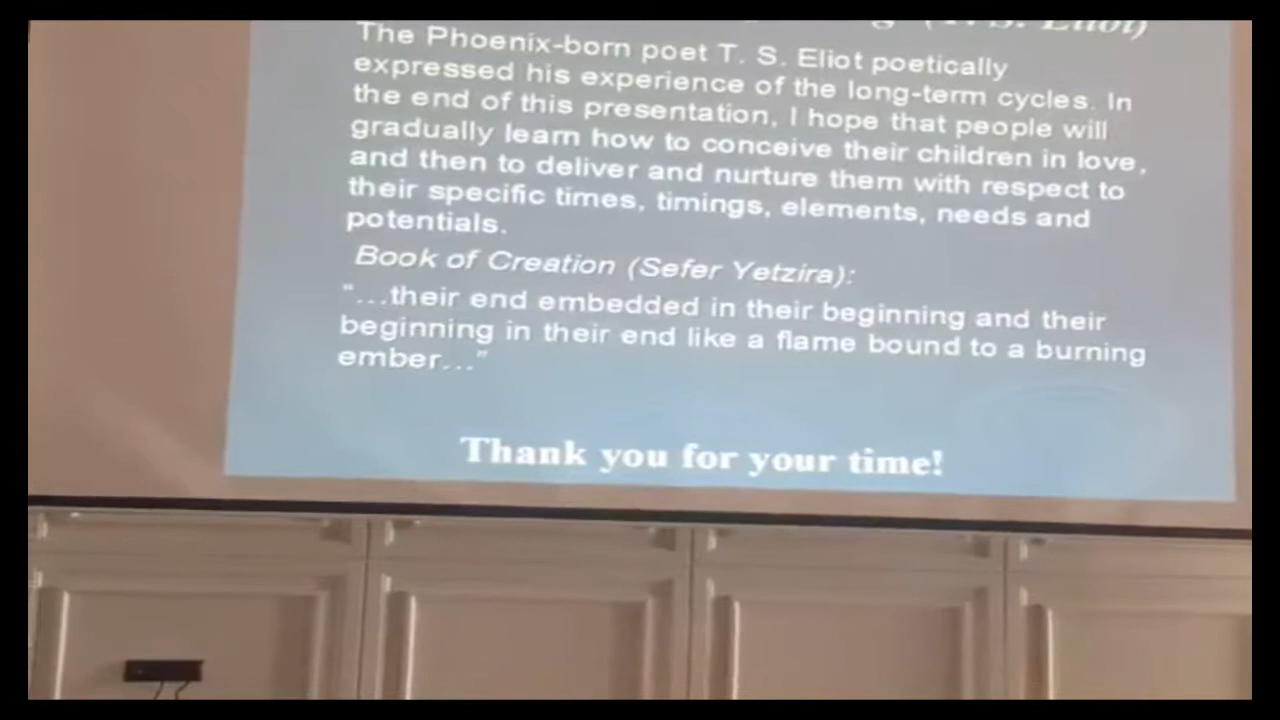 (T. S. Eliot)
The Phoenix-born poet T. S. Eliot poetically
expressed his experience of the long-term cycles. In
the end of this presentation, I hope that people will
gradually learn how to conceive their children in love,
and then to deliver and nurture them with respect to
their specific times, timings, elements, needs and
potentials.
Book of Creation (Sefer Yetzira):
"...their end embedded in their beginning and their
beginning in their end like a flame bound to a burning
ember..."
Thank you for your time!